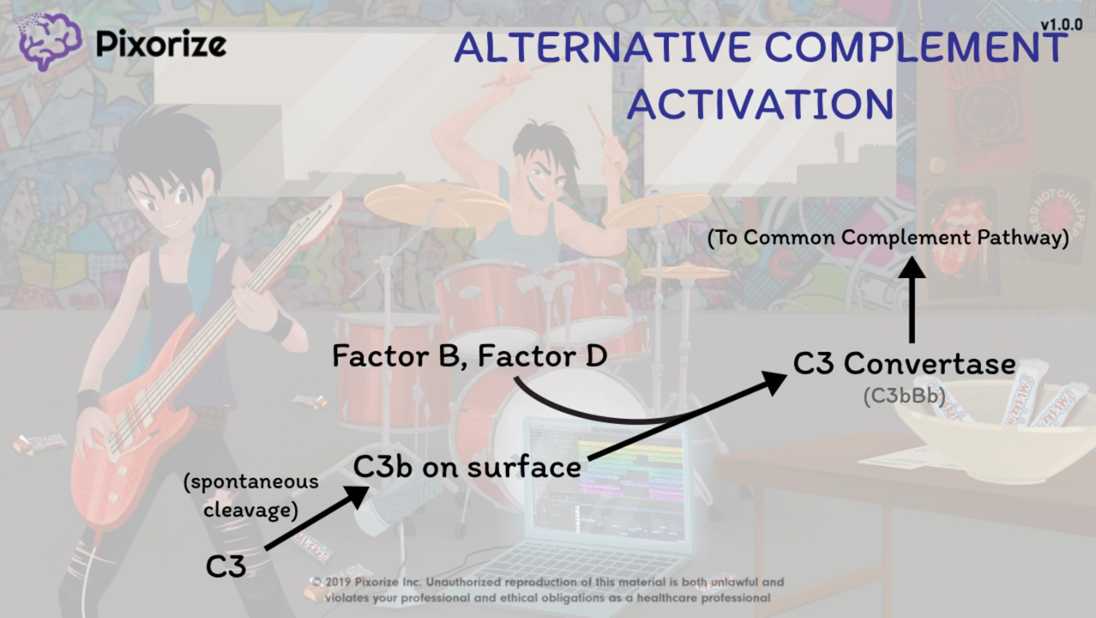 Pixorize
v1.0.0
ALTERNATIVE COMPLEMENT
ACTIVATION
(To Common Complement Pathway)
Factor B, Factor D
C3 Convertase
(C3bBb)
C3b on surface
(spontaneous
cleavage)
C3
© 2019 Pixorize Inc. Unauthorized reproduction of this material is both unlawful and
violates your professional and ethical obligations as a healthcare professional